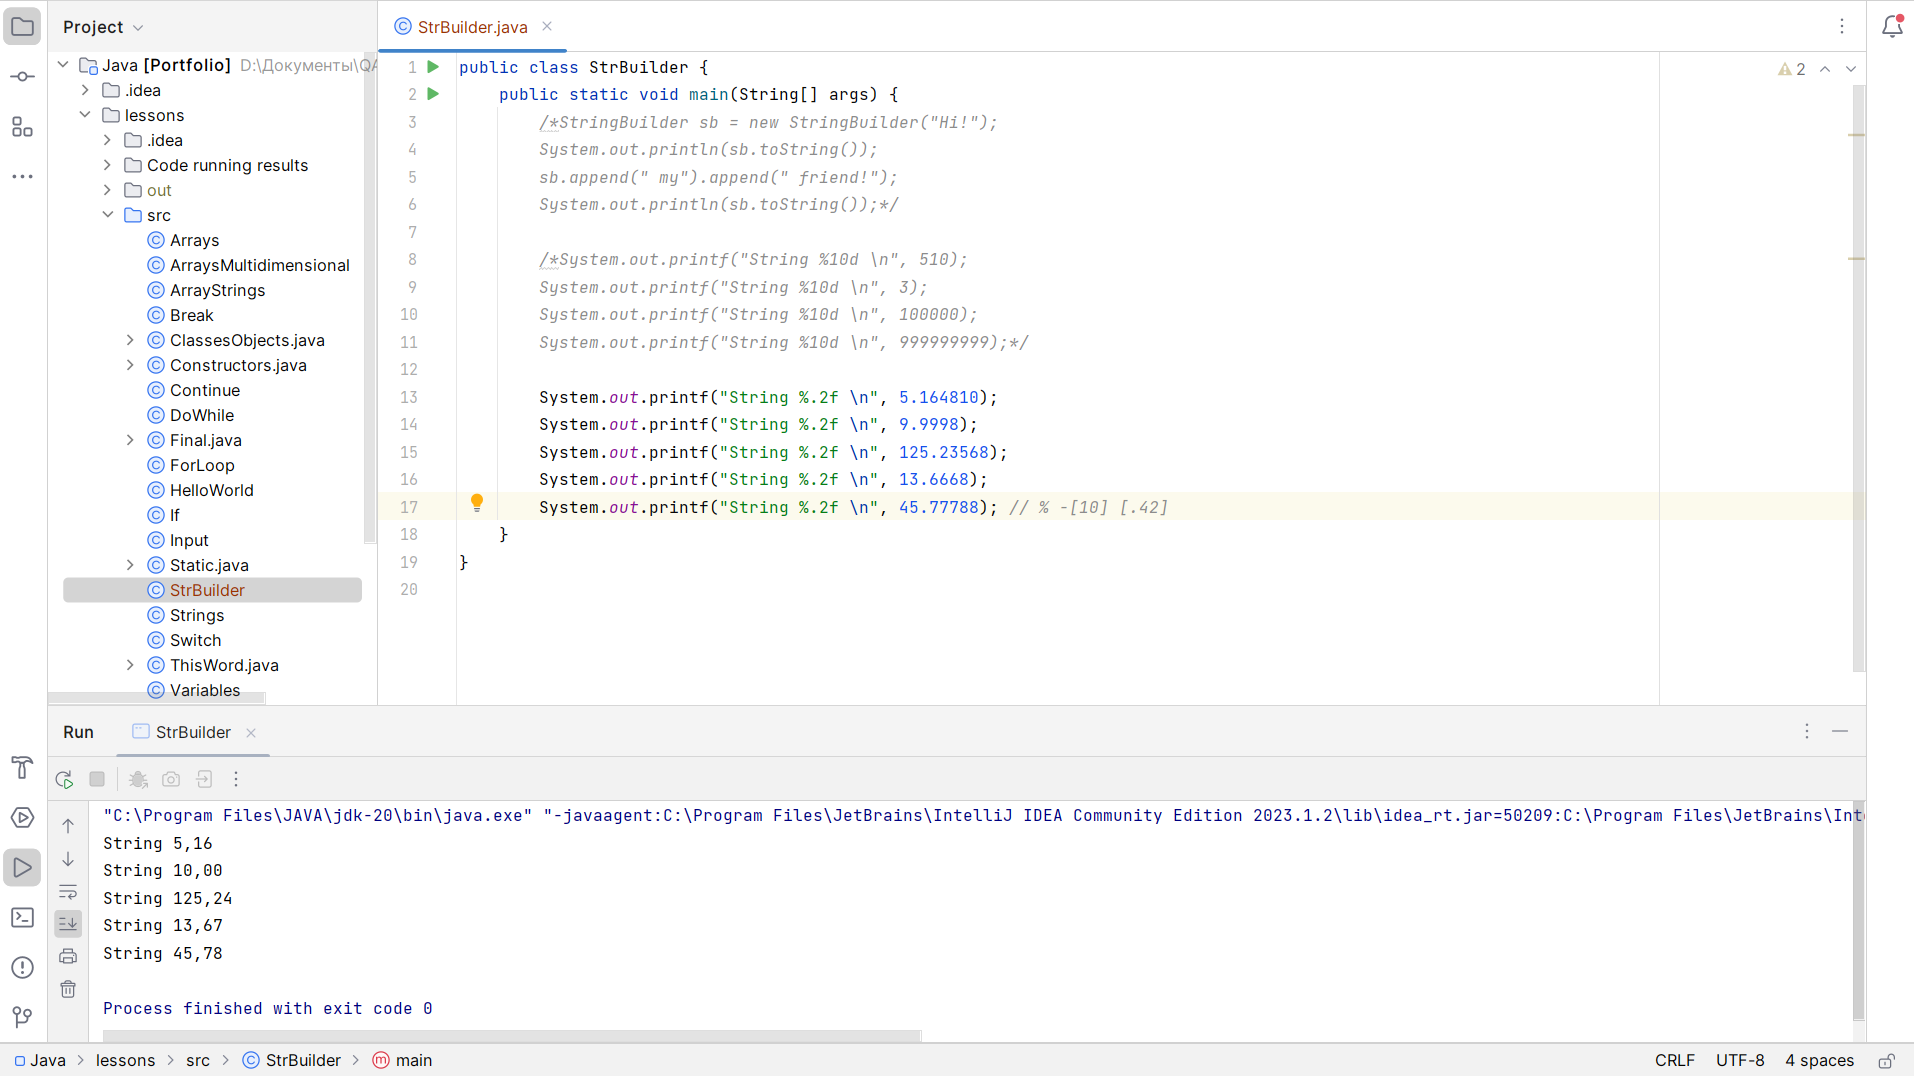 Project
Java [Portfolio] D:\Документы\QA
.idea
lessons
.idea
Code running results
out
src
Arrays
ArraysMultidimensional
ArrayStrings
Break
ClassesObjects.java
Constructors.java
Continue
DoWhile
Final.java
ForLoop
HelloWorld
If
Input
Static.java
StrBuilder
Strings
Switch
ThisWord.java
Variables
StrBuilder.java
2
1 public class StrBuilder {
2 public static void main(String[] args) {
3 /*StringBuilder sb = new StringBuilder("Hi!");
4 System.out.println(sb.toString());
5 sb.append(" my").append(" friend!");
6 System.out.println(sb.toString());*/
7
8 /*System.out.printf("String %10d \n", 510);
9 System.out.printf("String %10d \n", 3);
10 System.out.printf("String %10d \n", 100000);
11 System.out.printf("String %10d \n", 999999999);*/
12
13 System.out.printf("String %.2f \n", 5.164810);
14 System.out.printf("String %.2f \n", 9.9998);
15 System.out.printf("String %.2f \n", 125.23568);
16 System.out.printf("String %.2f \n", 13.6668);
17 System.out.printf("String %.2f \n", 45.77788); // % -[10] [.42]
18 }
19 }
20
Run StrBuilder
"C:\Program Files\JAVA\jdk-20\bin\java.exe" "-javaagent:C:\Program Files\JetBrains\IntelliJ IDEA Community Edition 2023.1.2\lib\idea_rt.jar=50209:C:\Program Files\JetBrains\Int
String 5,16
String 10,00
String 125,24
String 13,67
String 45,78
Process finished with exit code 0
Java > lessons > src > StrBuilder > main
CRLF UTF-8 4 spaces